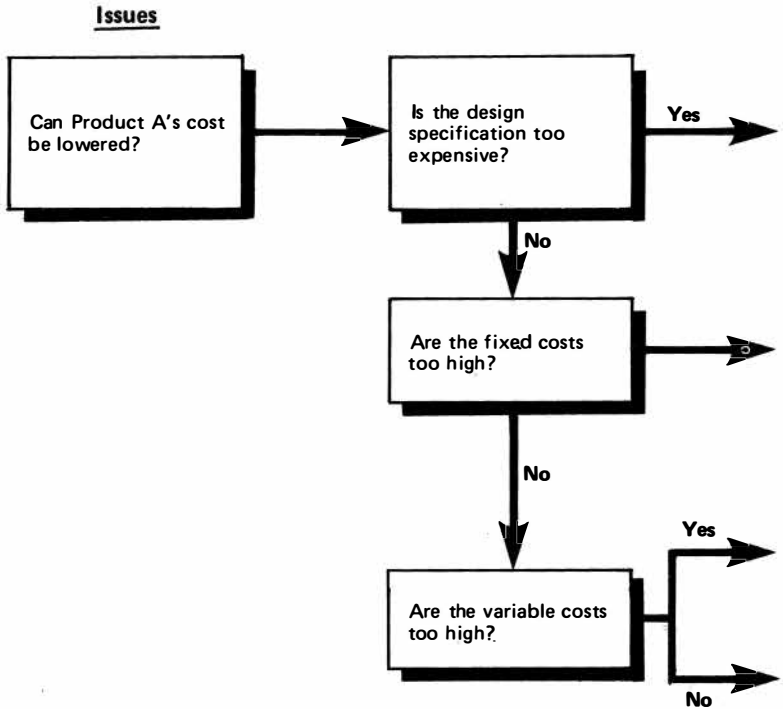 Issues
Can Product A's cost
be lowered?
Is the design
specification too
expensive?
Yes
No
Are the fixed costs
too high?
No
Are the variable costs
too high?
Yes
No